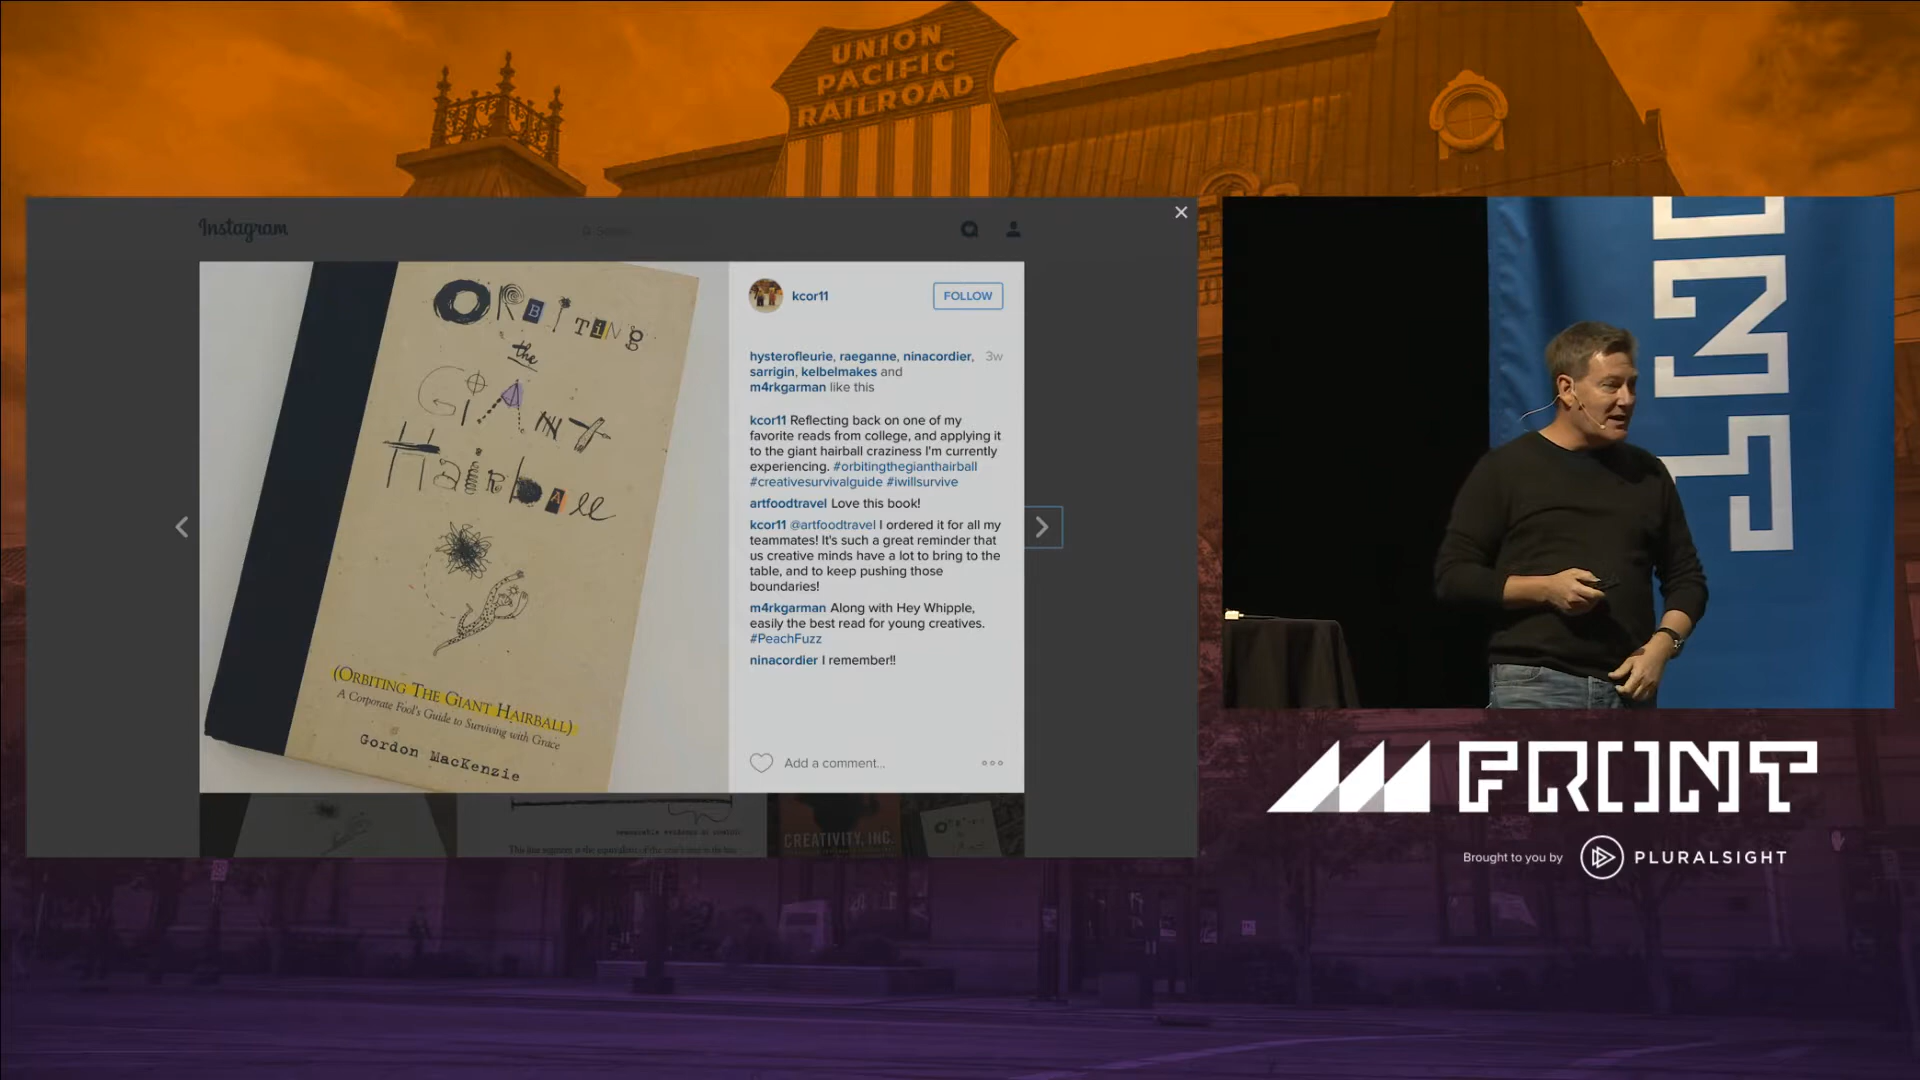 UNION
PACIFIC
RAILROAD
Instagram
ORBiTiNg
the
GiANT
HairbAll
(ORBITING THE GIANT HAIRBALL)
A Corporate Fool's Guide to Surviving with Grace
Gordon MacKenzie
kcor11
FOLLOW
hysterofleurie, raeganne, ninacordier, 3w
sarrigin, kelbelmakes and
m4rkgarman like this
kcor11 Reflecting back on one of my
favorite reads from college, and applying it
to the giant hairball craziness I'm currently
experiencing. #orbitingthegianthairball
#creativesurvivalguide #iwillsurvive
artfoodtravel Love this book!
kcor11 @artfoodtravel I ordered it for all my
teammates! It's such a great reminder that
us creative minds have a lot to bring to the
table, and to keep pushing those
boundaries!
m4rkgarman Along with Hey Whipple,
easily the best read for young creatives.
#PeachFuzz
ninacordier I remember!!
Add a comment...
CREATIVITY, INC.
NT
FRONT
Brought to you by
PLURALSIGHT